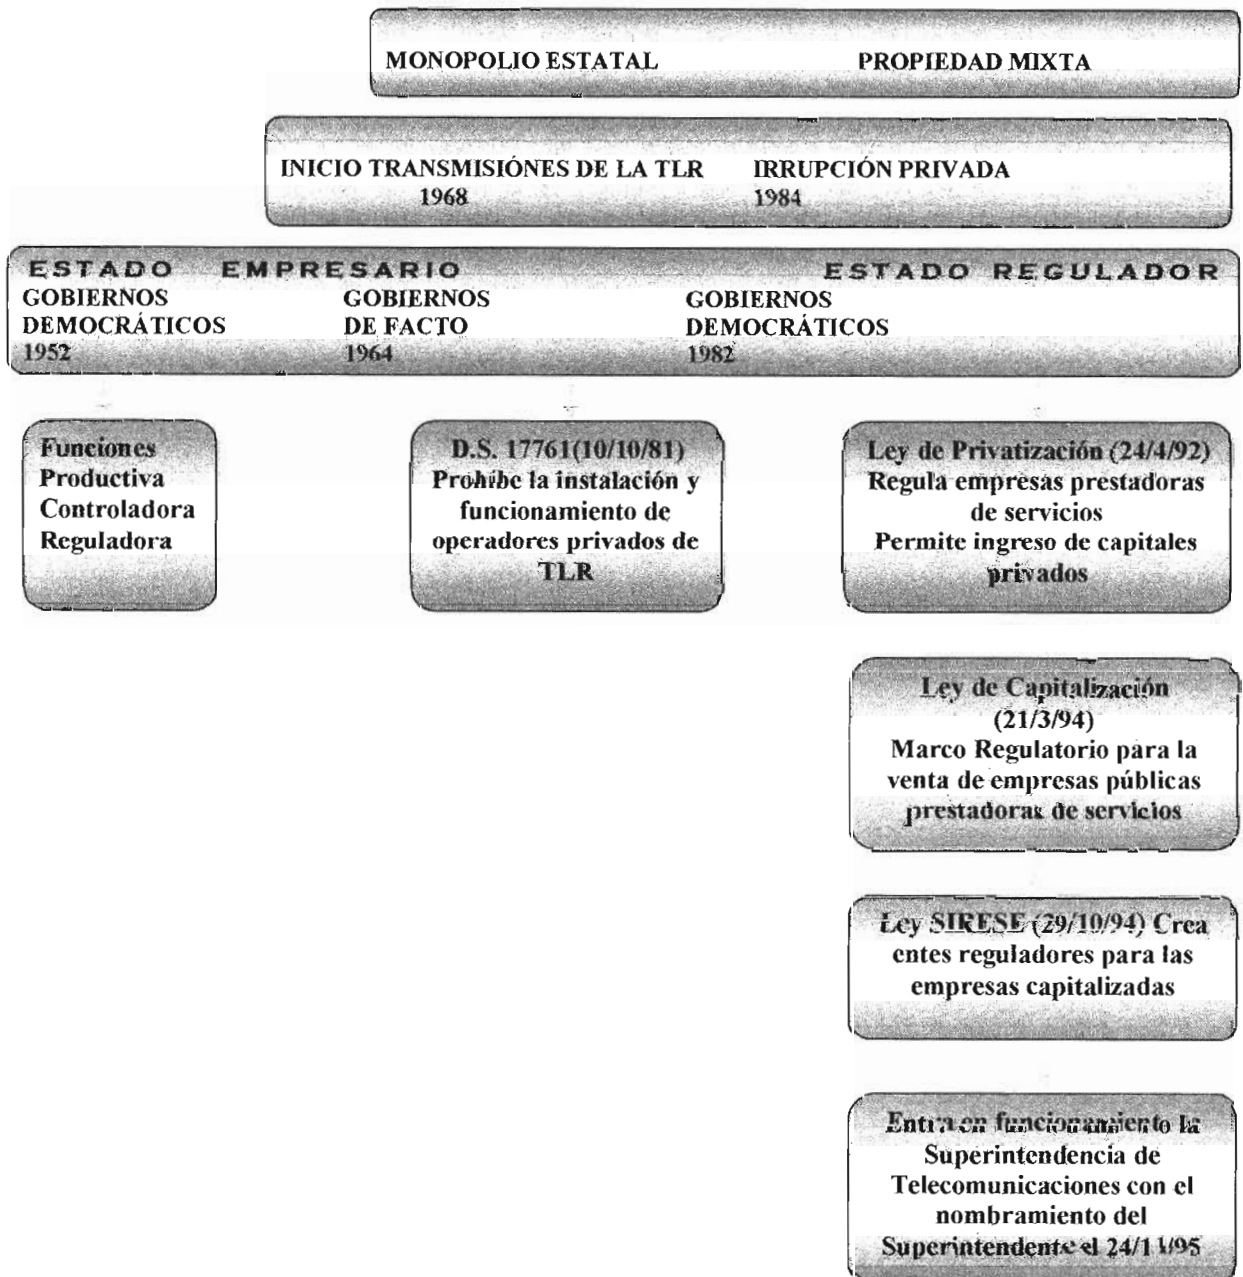 MONOPOLIO ESTATAL PROPIEDAD MIXTA
INICIO TRANSMISIÓNES DE LA TLR IRRUPCIÓN PRIVADA
1968 1984
ESTADO EMPRESARIO ESTADO REGULADOR
GOBIERNOS DEMOCRÁTICOS
1952
GOBIERNOS DE FACTO
1964
GOBIERNOS DEMOCRÁTICOS
1982
Funciones
Productiva
Controladora
Reguladora
D.S. 17761(10/10/81)
Prohibe la instalación y
funcionamiento de
operadores privados de
TLR
Ley de Privatización (24/4/92)
Regula empresas prestadoras
de servicios
Permite ingreso de capitales
privados
Ley de Capitalización
(21/3/94)
Marco Regulatorio para la
venta de empresas públicas
prestadoras de servicios
Ley SIRESE (29/10/94) Crea
entes reguladores para las
empresas capitalizadas
Entra en funcionamiento la
Superintendencia de
Telecomunicaciones con el
nombramiento del
Superintendente el